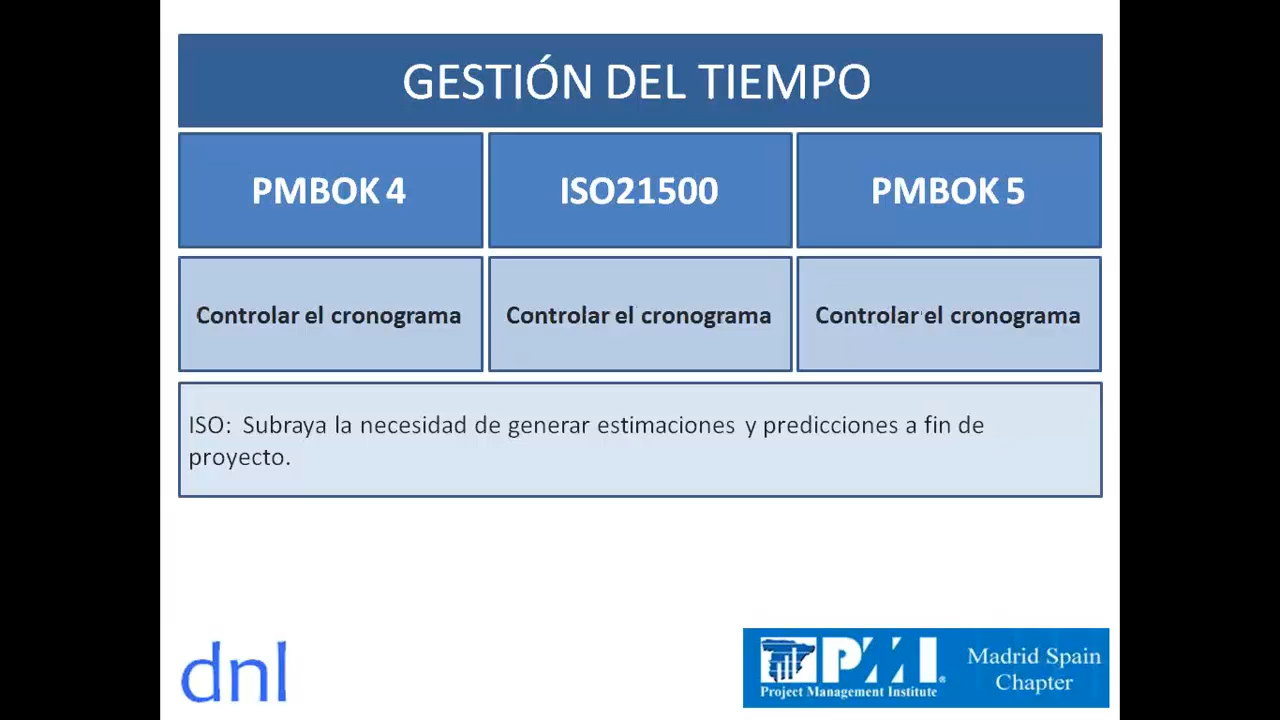 GESTIÓN DEL TIEMPO
PMBOK 4
ISO21500
PMBOK 5
Controlar el cronograma
Controlar el cronograma
Controlar el cronograma
ISO: Subraya la necesidad de generar estimaciones y predicciones a fin de
proyecto.
dnl
PMI®
Project Management Institute
Madrid Spain
Chapter